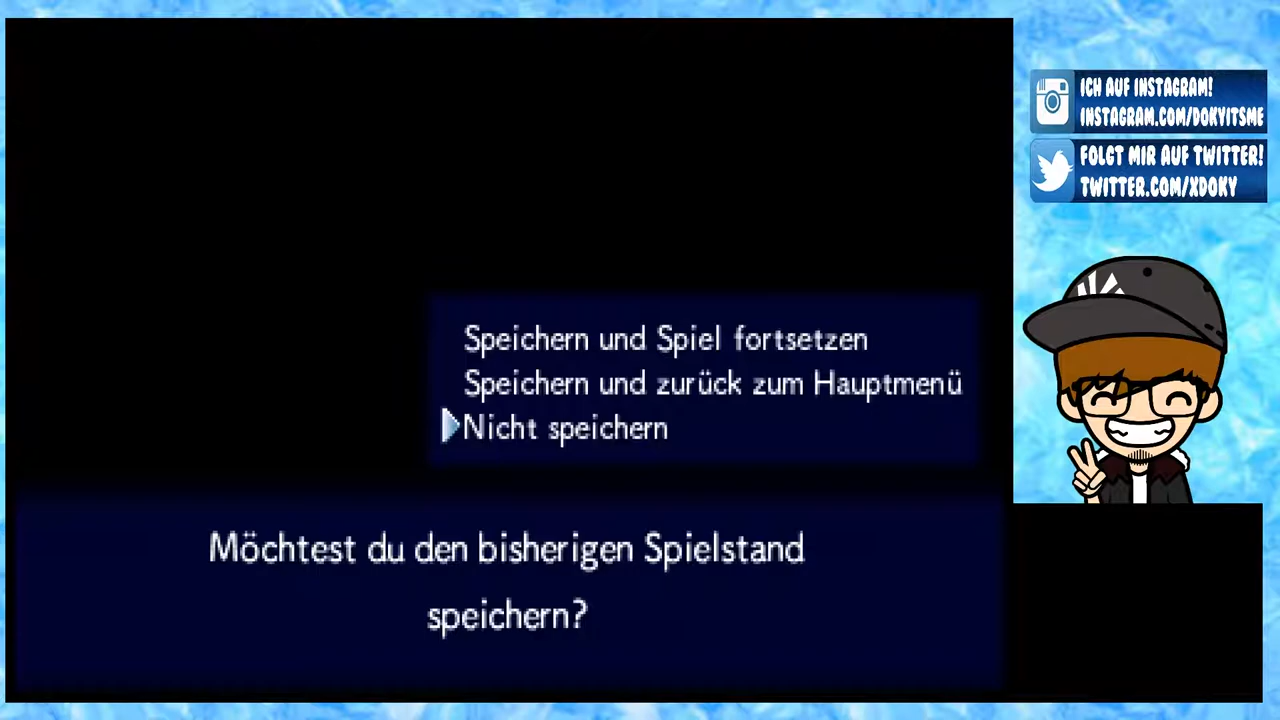 Speichern und Spiel fortsetzen
Speichern und zurück zum Hauptmenü
Nicht speichern
Möchtest du den bisherigen Spielstand
speichern?
ICH AUF INSTAGRAM!
INSTAGRAM.COM/DOKYITSME
FOLGT MIR AUF TWITTER!
TWITTER.COM/XDOKY